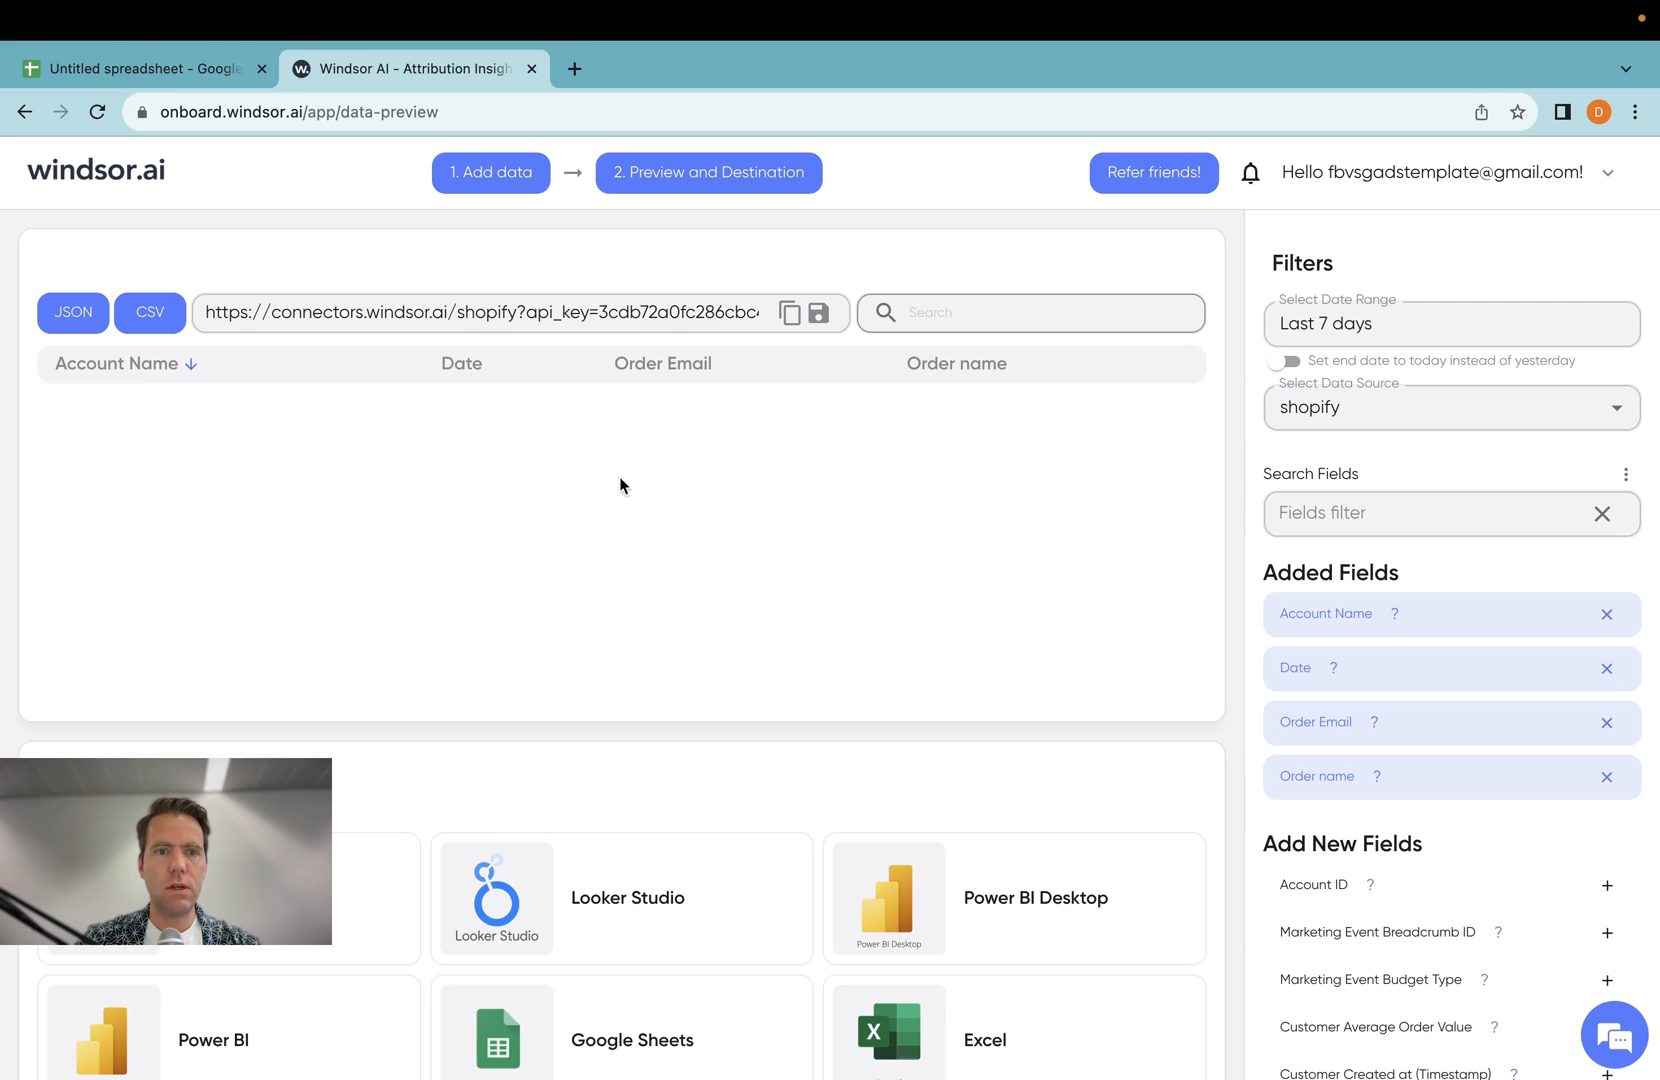 Untitled spreadsheet - Google
Windsor AI - Attribution Insigh
onboard.windsor.ai/app/data-preview
D
windsor.ai
1. Add data
2. Preview and Destination
Refer friends!
Hello fbvsgadstemplate@gmail.com!
JSON
CSV
https://connectors.windsor.ai/shopify?api_key=3cdb72a0fc286cbc4
Search
Account Name
Date
Order Email
Order name
Filters
Select Date Range
Last 7 days
Set end date to today instead of yesterday
Select Data Source
shopify
Search Fields
Fields filter
Added Fields
Account Name ?
Date ?
Order Email ?
Order name ?
Add New Fields
Account ID ?
Marketing Event Breadcrumb ID ?
Marketing Event Budget Type ?
Customer Average Order Value ?
Customer Created at (Timestamp) ?
Looker Studio
Looker Studio
Power BI Desktop
Power BI Desktop
Power BI
Google Sheets
X
Excel